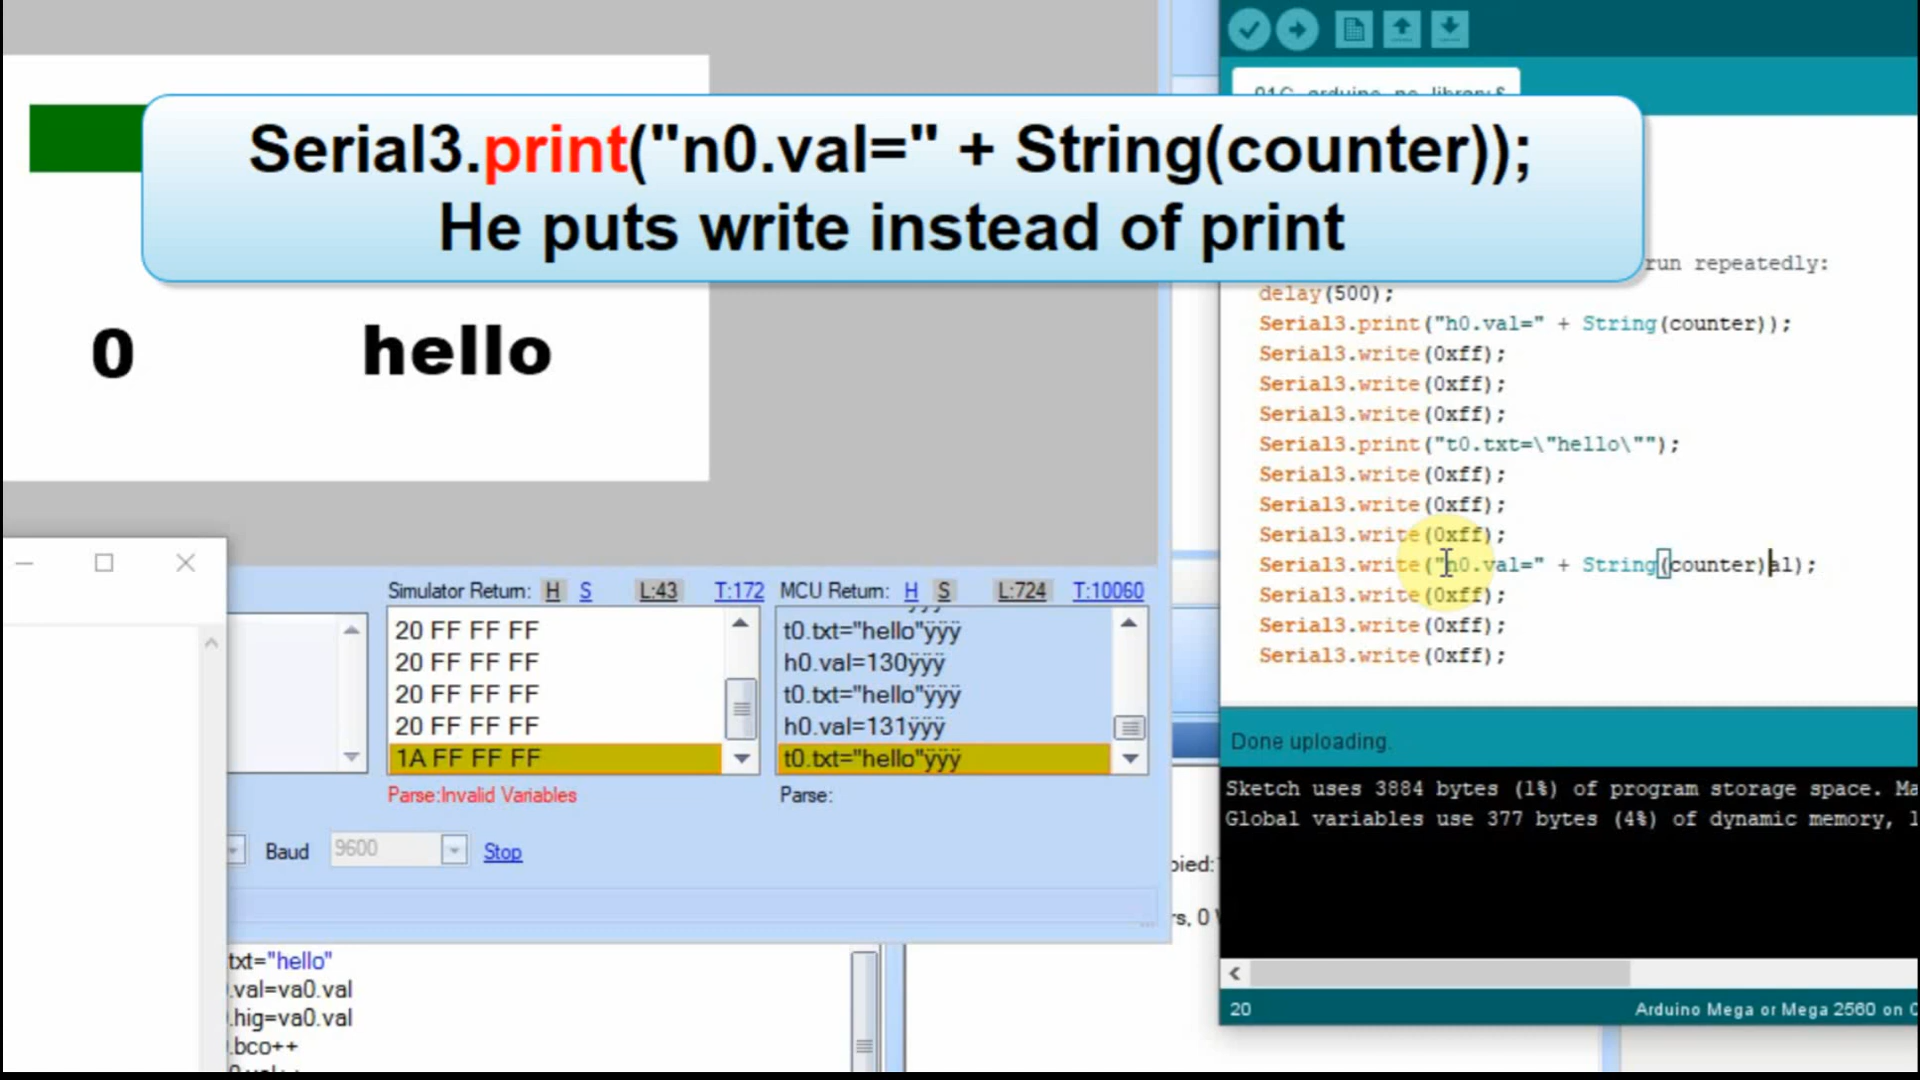 Serial3.print("n0.val=" + String(counter));
He puts write instead of print
run repeatedly:
delay(500);
Serial3.print("h0.val=" + String(counter));
Serial3.write(0xff);
Serial3.write(0xff);
Serial3.write(0xff);
Serial3.print("t0.txt=\"hello\"");
Serial3.write(0xff);
Serial3.write(0xff);
Serial3.write(0xff);
Serial3.write("n0.val=" + String(counter)al);
Serial3.write(0xff);
Serial3.write(0xff);
Serial3.write(0xff);
0 hello
Simulator Return: H S L:43 T:172
20 FF FF FF
20 FF FF FF
20 FF FF FF
20 FF FF FF
1A FF FF FF
Parse:Invalid Variables
MCU Return: H S L:724 T:10060
t0.txt="hello"ÿÿÿ
h0.val=130ÿÿÿ
t0.txt="hello"ÿÿÿ
h0.val=131ÿÿÿ
t0.txt="hello"ÿÿÿ
Parse:
Baud 9600 Stop
txt="hello"
.val=va0.val
.hig=va0.val
.bco++
Done uploading.
Sketch uses 3884 bytes (1%) of program storage space. Ma
Global variables use 377 bytes (4%) of dynamic memory, l
20
Arduino Mega or Mega 2560 on